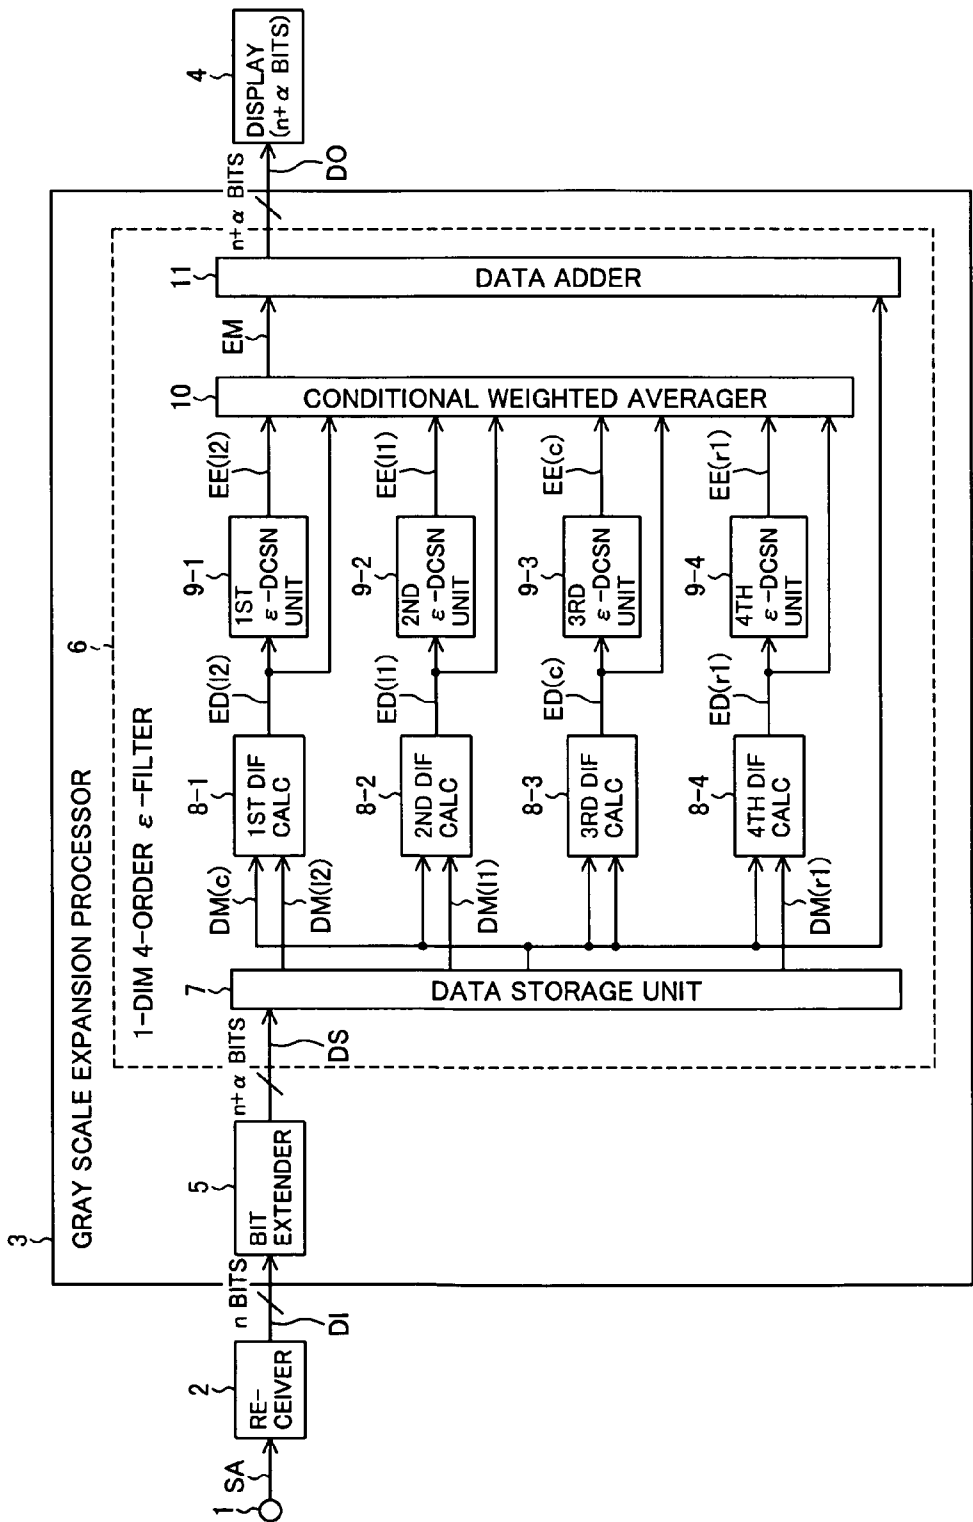 3
GRAY SCALE EXPANSION PROCESSOR
6
1-DIM 4-ORDER ε-FILTER
1
SA
2
RE-
CEIVER
n BITS
DI
5
BIT
EXTENDER
n+α BITS
DS
7
DATA STORAGE UNIT
DM(c)
DM(l2)
8-1
1ST DIF
CALC
ED(l2)
9-1
1ST
ε-DCSN
UNIT
EE(l2)
DM(l1)
8-2
2ND DIF
CALC
ED(l1)
9-2
2ND
ε-DCSN
UNIT
EE(l1)
8-3
3RD DIF
CALC
ED(c)
9-3
3RD
ε-DCSN
UNIT
EE(c)
DM(r1)
8-4
4TH DIF
CALC
ED(r1)
9-4
4TH
ε-DCSN
UNIT
EE(r1)
10
CONDITIONAL WEIGHTED AVERAGER
EM
11
DATA ADDER
n+α BITS
DO
4
DISPLAY
(n+α BITS)